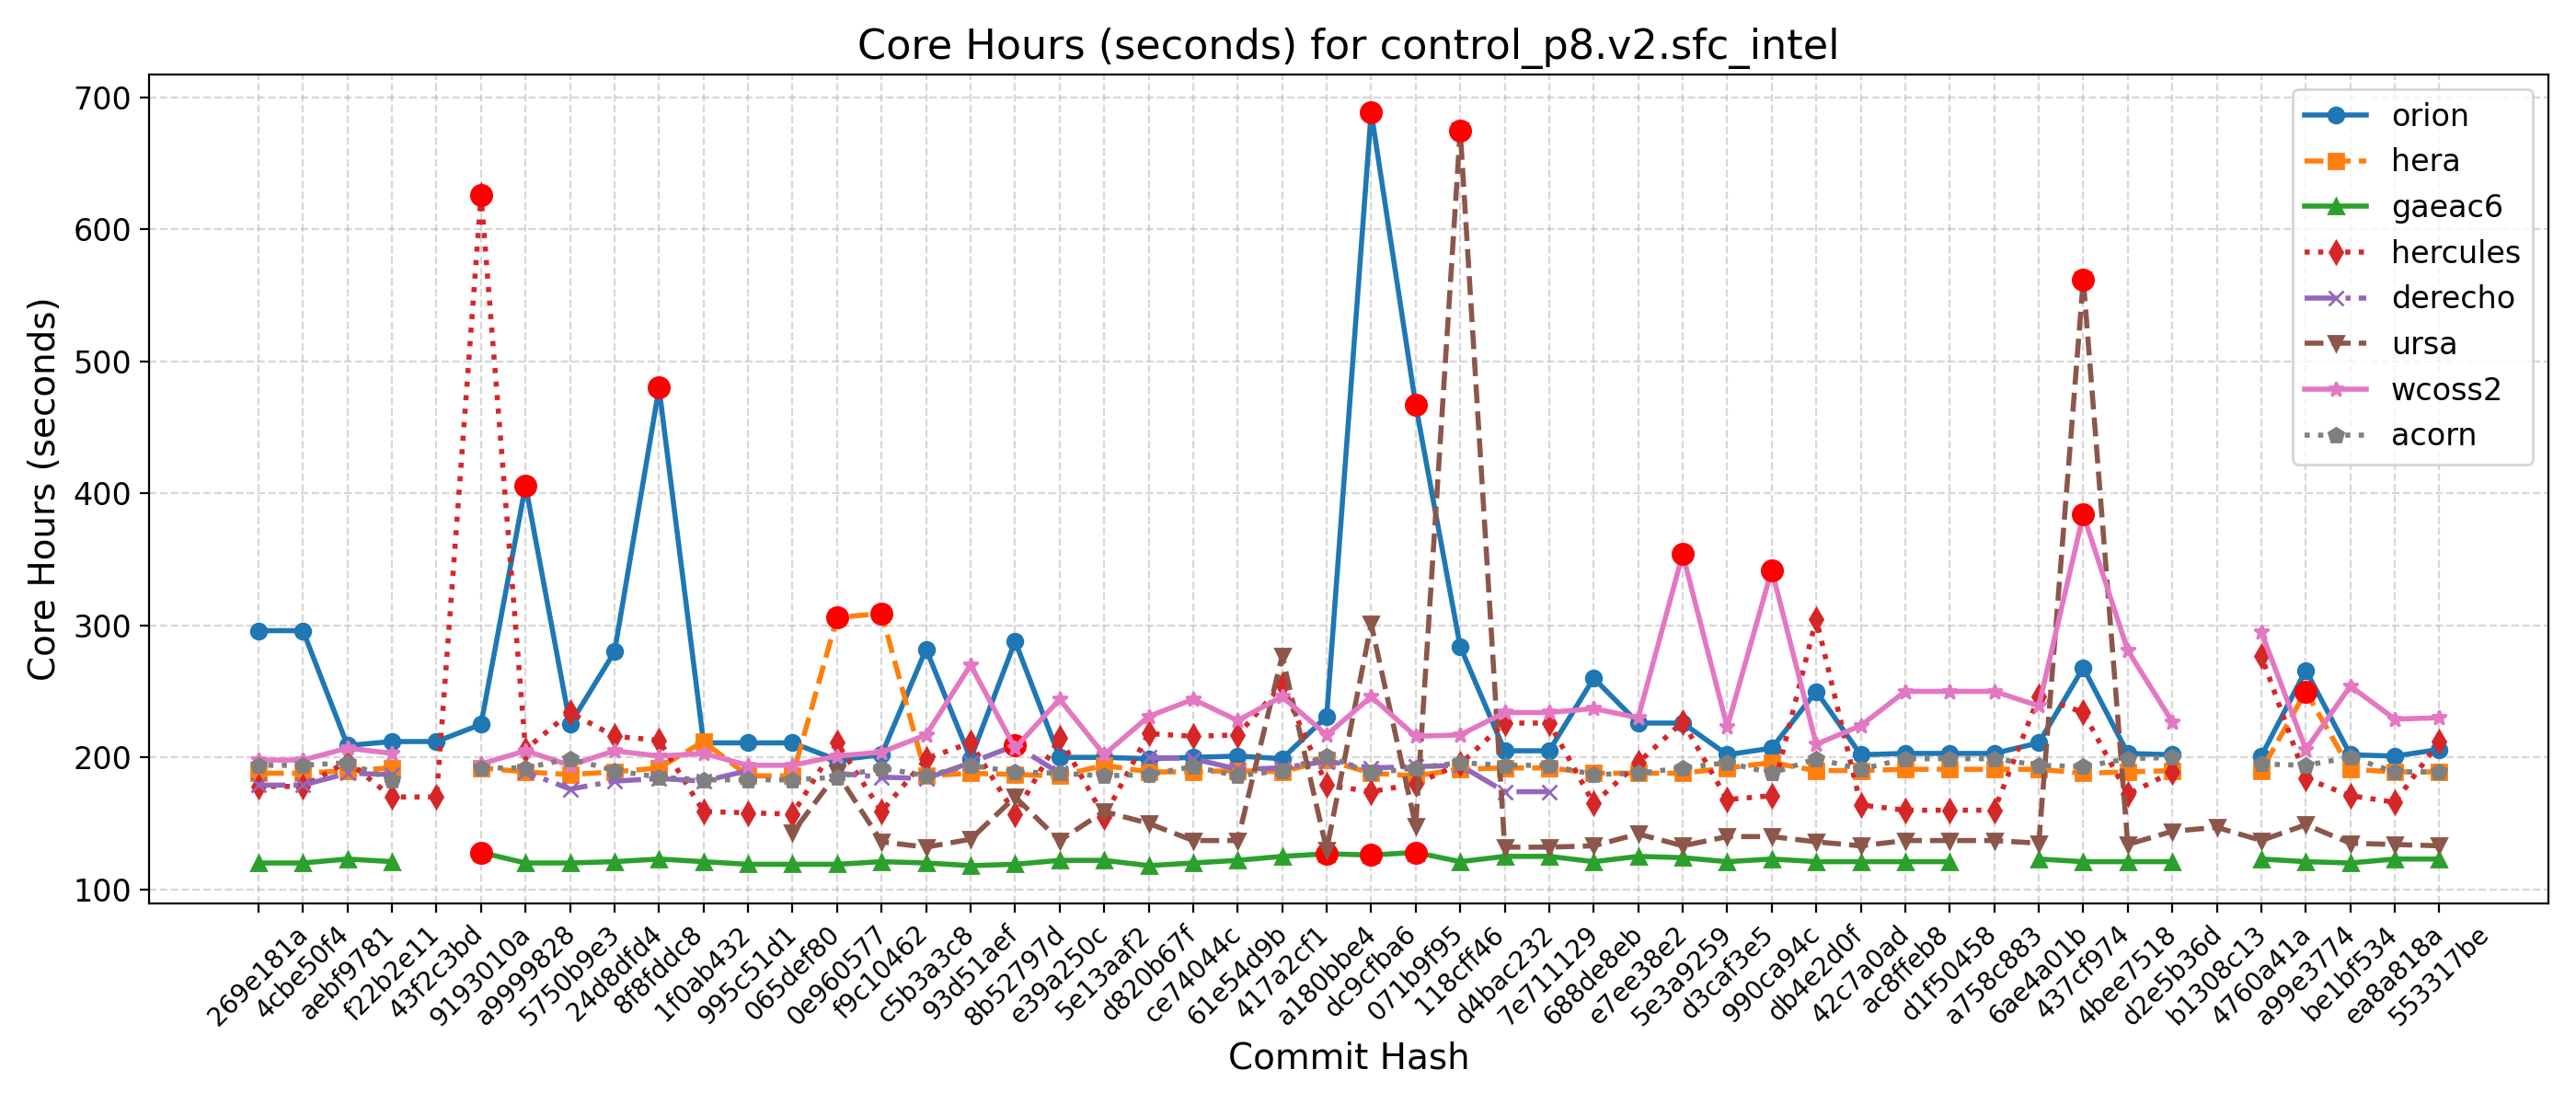 Core Hours (seconds) for control_p8.v2.sfc_intel
Core Hours (seconds)
700
600
500
400
300
200
100
orion
hera
gaeac6
hercules
derecho
ursa
wcoss2
acorn
269e181a
4cbe50f4
aebf9781
f22b2e11
43f2c3bd
9193010a
a9999828
5750b9e3
24d8dfd4
8f8fddc8
1f0ab432
995c51d1
065def80
0e960577
f9c10462
c5b3a3c8
93d51aef
8b52797d
e39a250c
5e13aaf2
d820b67f
ce74044c
61e54d9b
417a2cf1
a180bbe4
dc9cfba6
071b9f95
118cff46
d4bac232
7e711129
688de8eb
e7ee38e2
5e3a9259
d3caf3e5
990ca94c
db4e2d0f
42c7a0ad
ac8ffeb8
d1f50458
a758c883
6ae4a01b
437cf974
4bee7518
d2e5b36d
b1308c13
4760a41a
a99e3774
be1bf534
ea8a818a
553317be
Commit Hash